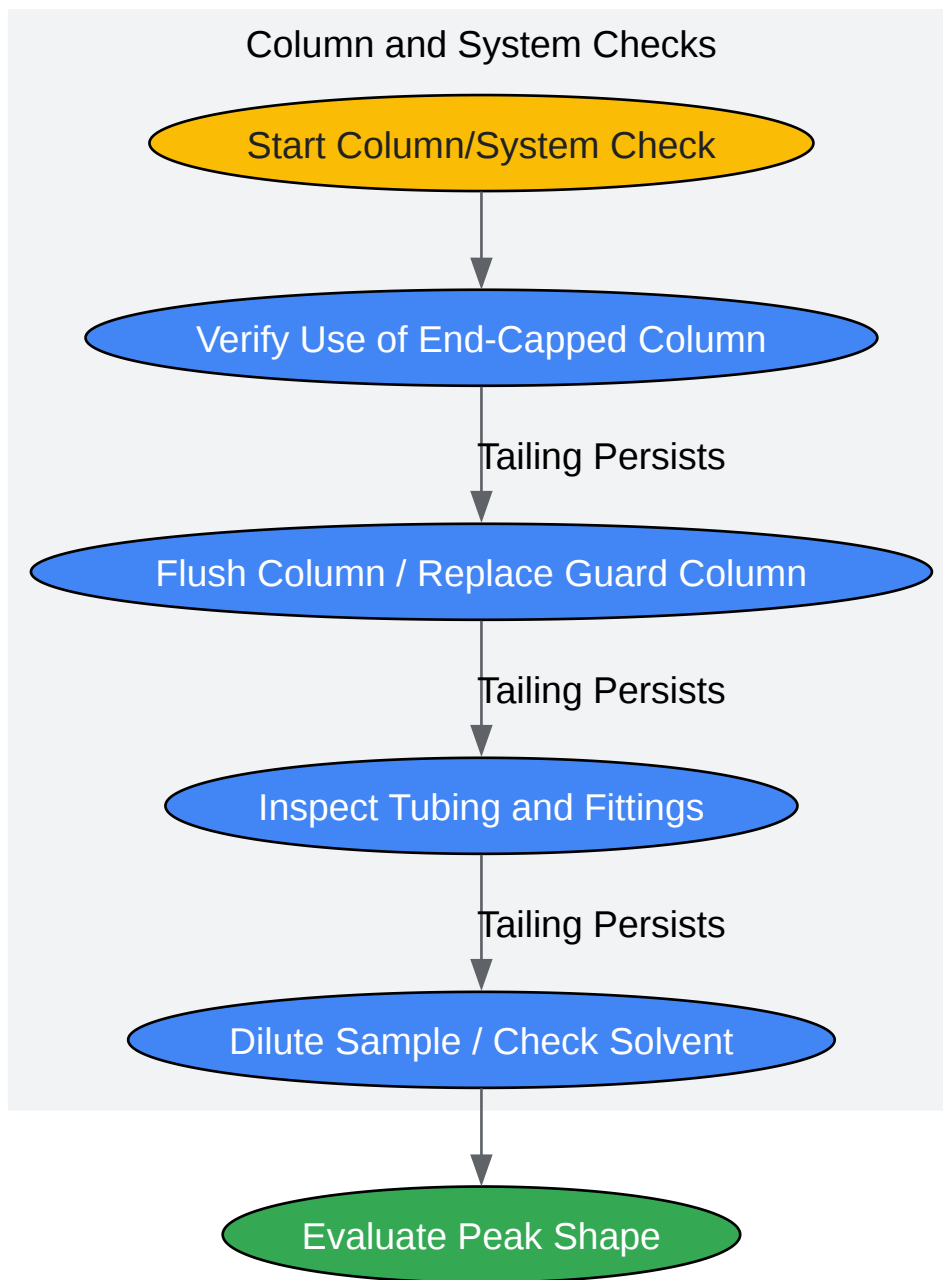 Column and System Checks
Start Column/System Check
Verify Use of End-Capped Column
Tailing Persists
Flush Column / Replace Guard Column
Tailing Persists
Inspect Tubing and Fittings
Tailing Persists
Dilute Sample / Check Solvent
Evaluate Peak Shape